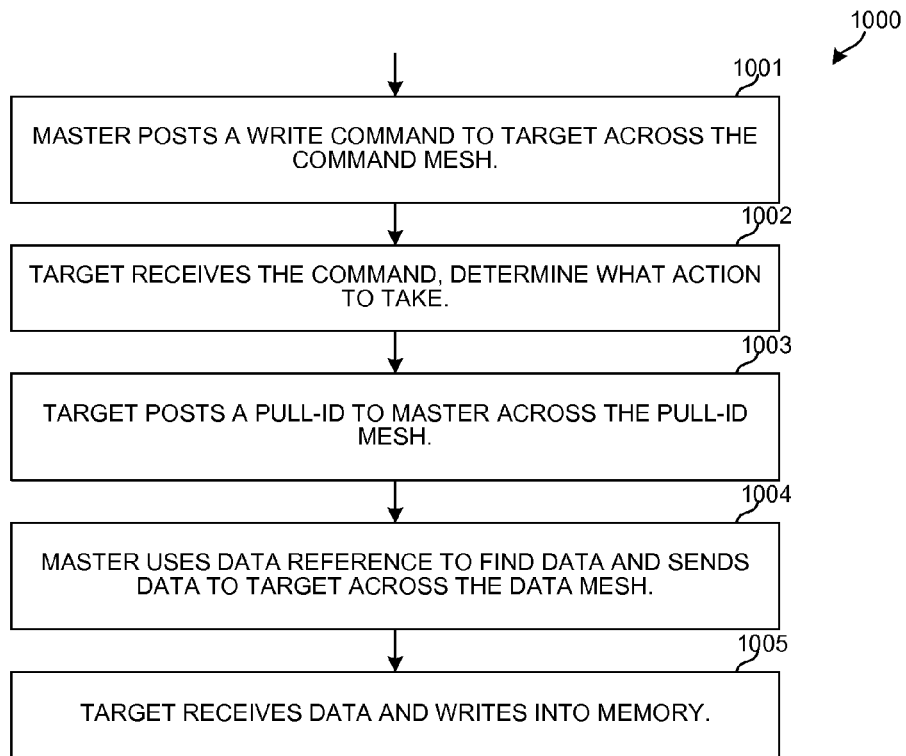 1000
1001
MASTER POSTS A WRITE COMMAND TO TARGET ACROSS THE
COMMAND MESH.
1002
TARGET RECEIVES THE COMMAND, DETERMINE WHAT ACTION
TO TAKE.
1003
TARGET POSTS A PULL-ID TO MASTER ACROSS THE PULL-ID
MESH.
1004
MASTER USES DATA REFERENCE TO FIND DATA AND SENDS
DATA TO TARGET ACROSS THE DATA MESH.
1005
TARGET RECEIVES DATA AND WRITES INTO MEMORY.